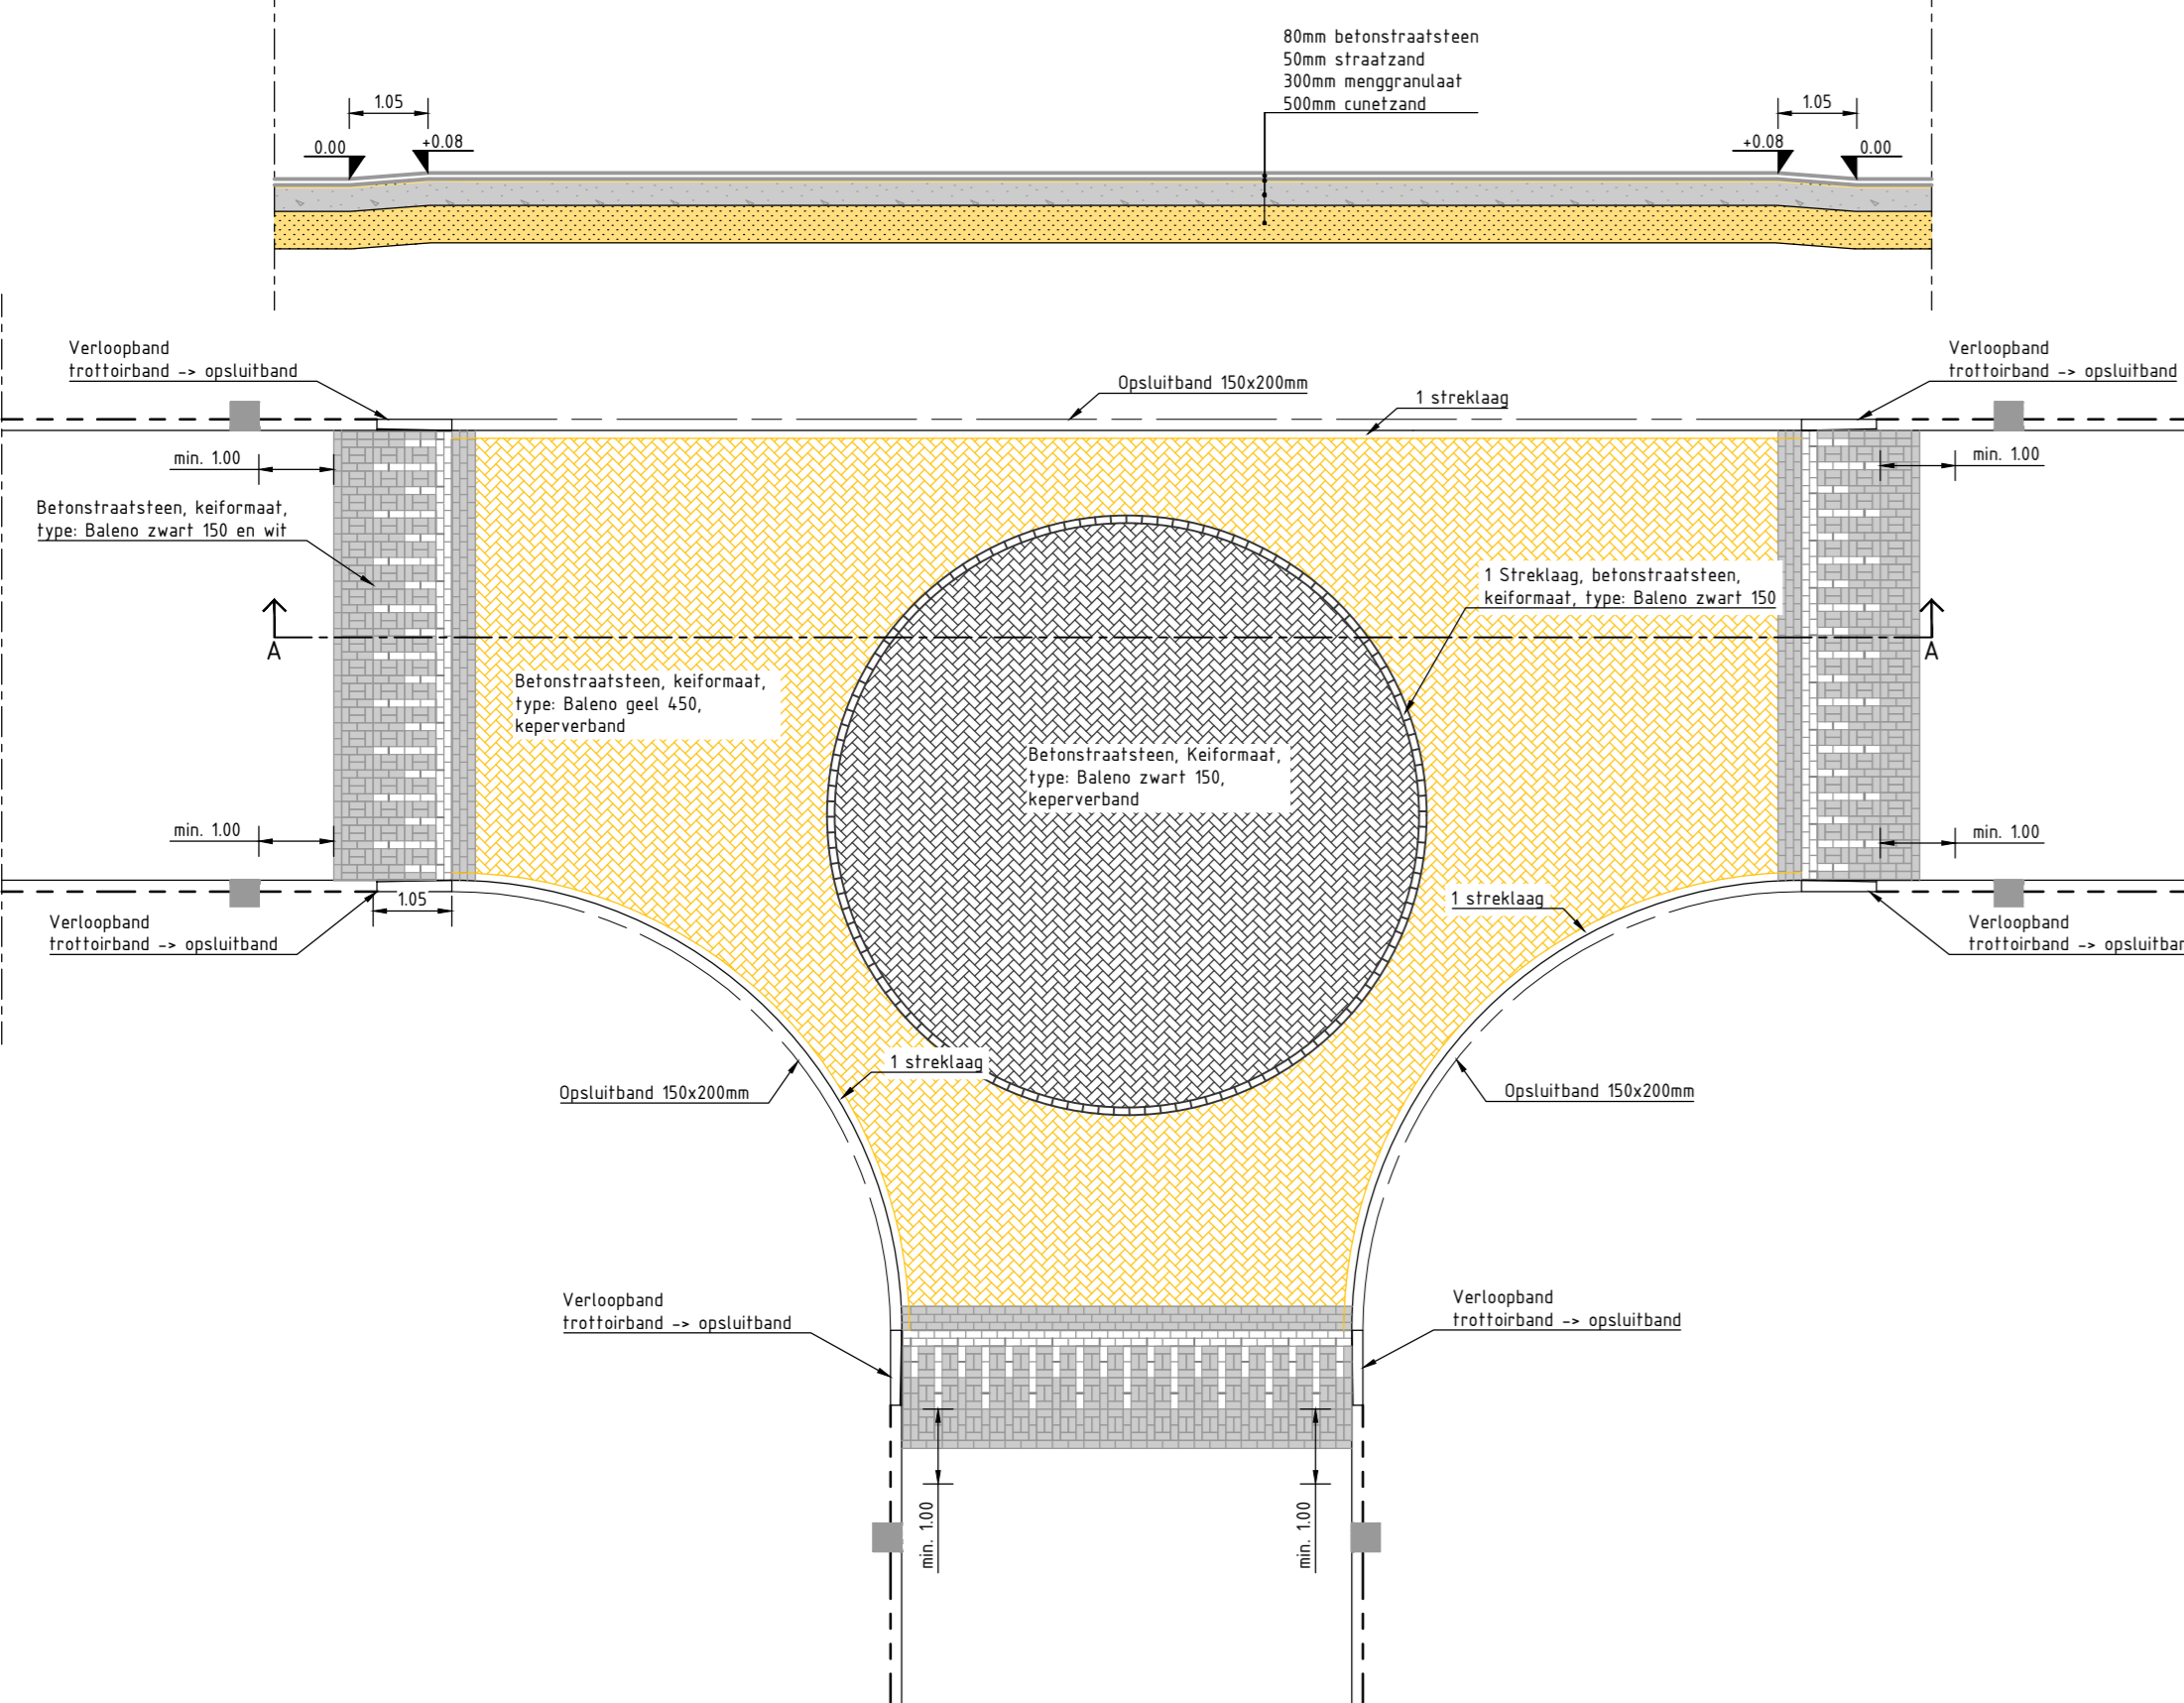 80mm betonstraatsteen
50mm straatzand
300mm menggranulaat
500mm cunetzand
1.05
1.05
0.00
+0.08
+0.08
0.00
Verloopband
trottoirband -> opsluitband
Opsluitband 150x200mm
1 streklaag
Verloopband
trottoirband -> opsluitband
min. 1.00
min. 1.00
Betonstraatsteen, keiformaat,
type: Baleno zwart 150 en wit
1 Streklaag, betonstraatsteen,
keiformaat, type: Baleno zwart 150
A
A
Betonstraatsteen, keiformaat,
type: Baleno geel 450,
keperverband
Betonstraatsteen, Keiformaat,
type: Baleno zwart 150,
keperverband
min. 1.00
min. 1.00
1.05
1 streklaag
Verloopband
trottoirband -> opsluitband
Verloopband
trottoirband -> opsluitban
1 streklaag
Opsluitband 150x200mm
Opsluitband 150x200mm
Verloopband
trottoirband -> opsluitband
Verloopband
trottoirband -> opsluitband
min. 1.00
min. 1.00